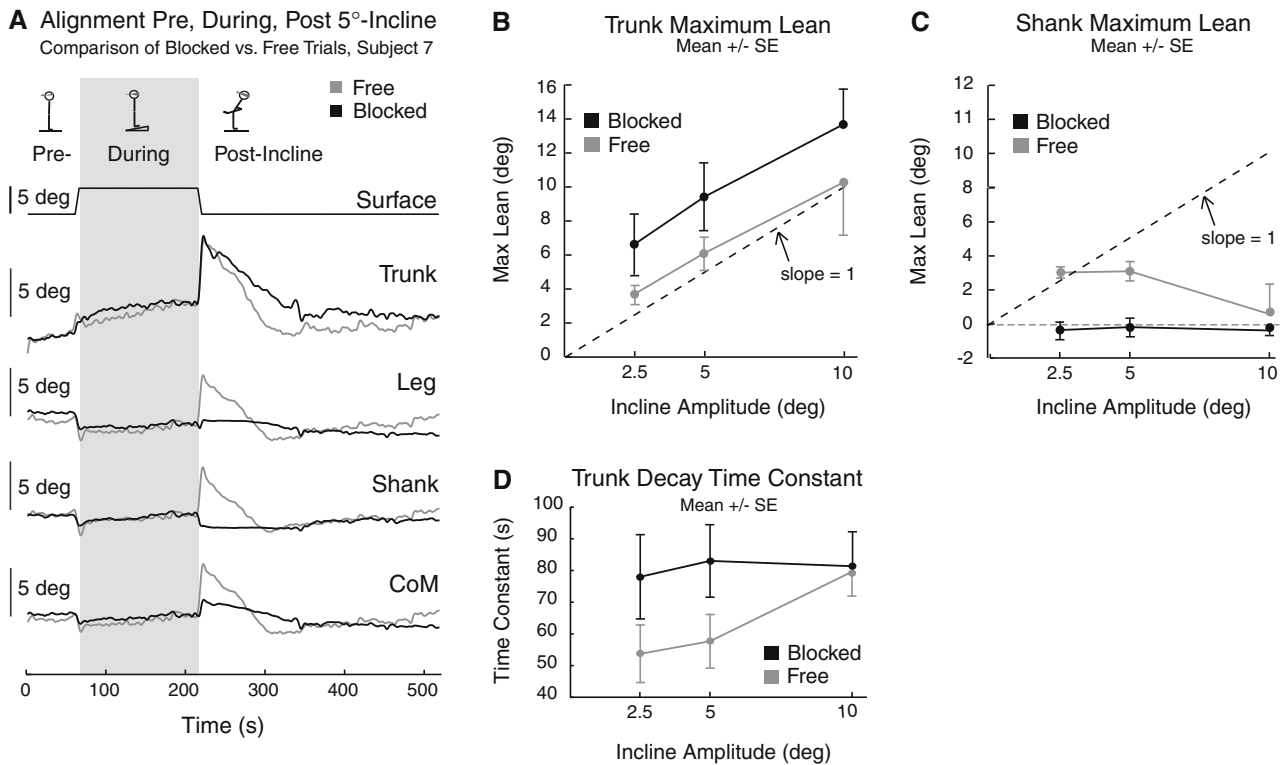 A Alignment Pre, During, Post 5°-Incline
Comparison of Blocked vs. Free Trials, Subject 7
Free
Blocked
Pre-
During
Post-Incline
5 deg
Surface
5 deg
Trunk
5 deg
Leg
5 deg
Shank
5 deg
CoM
0 100 200 300 400 500
Time (s)
B Trunk Maximum Lean
Mean +/- SE
Max Lean (deg)
16
14
12
10
8
6
4
2
0
Blocked
Free
slope = 1
2.5 5 10
Incline Amplitude (deg)
C Shank Maximum Lean
Mean +/- SE
Max Lean (deg)
12
10
8
6
4
2
0
-2
Blocked
Free
slope = 1
2.5 5 10
Incline Amplitude (deg)
D Trunk Decay Time Constant
Mean +/- SE
Time Constant (s)
100
90
80
70
60
50
40
Blocked
Free
2.5 5 10
Incline Amplitude (deg)